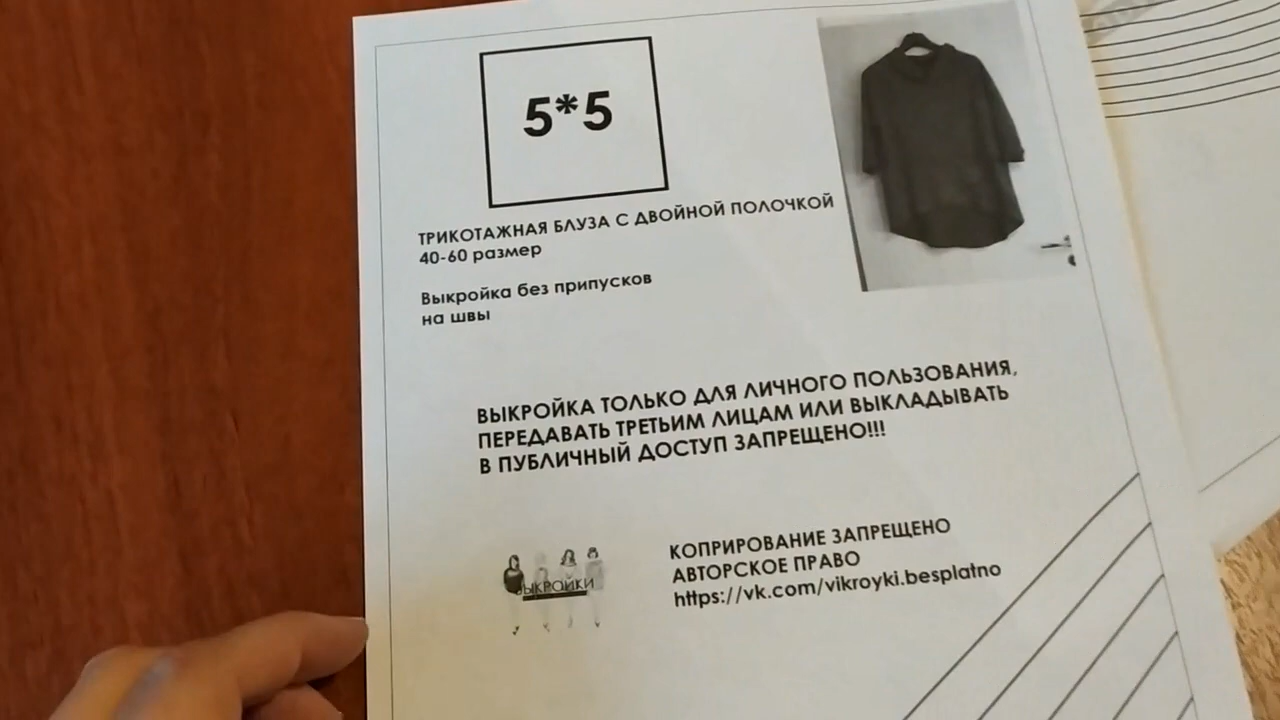 5*5
ТРИКОТАЖНАЯ БЛУЗА С ДВОЙНОЙ ПОЛОЧКОЙ
40-60 размер
Выкройка без припусков
на швы
ВЫКРОЙКА ТОЛЬКО ДЛЯ ЛИЧНОГО ПОЛЬЗОВАНИЯ,
ПЕРЕДАВАТЬ ТРЕТЬИМ ЛИЦАМ ИЛИ ВЫКЛАДЫВАТЬ
В ПУБЛИЧНЫЙ ДОСТУП ЗАПРЕЩЕНО!!!
ВЫКРОЙКИ
КОПРИРОВАНИЕ ЗАПРЕЩЕНО
АВТОРСКОЕ ПРАВО
https://vk.com/vikroyki.besplatno